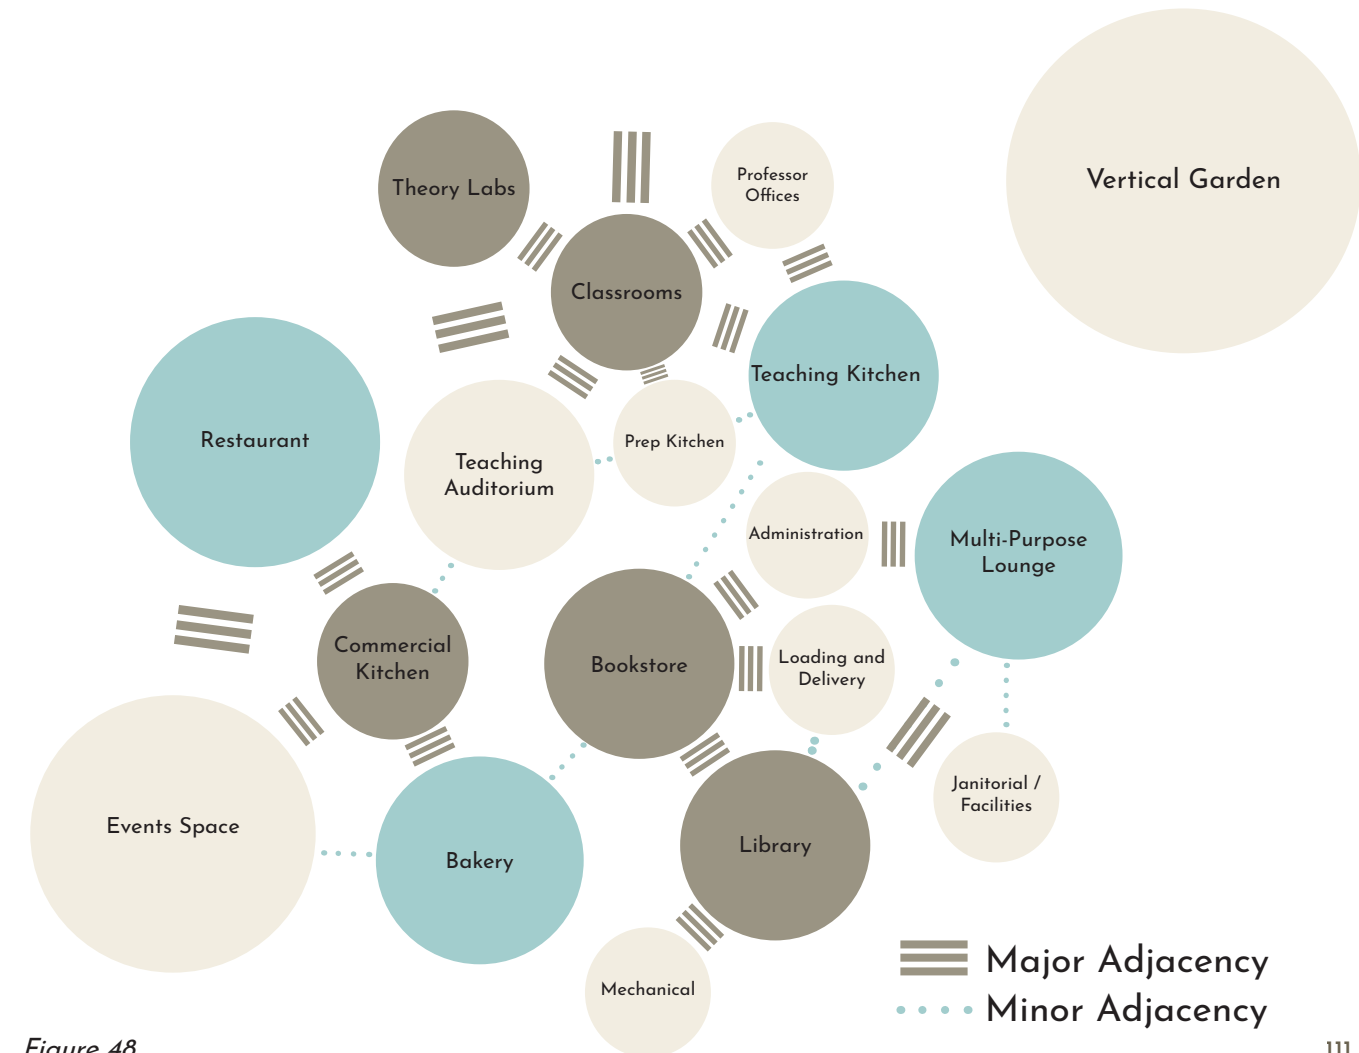 Theory Labs
Professor
Offices
Vertical Garden
Classrooms
Teaching Kitchen
Restaurant
Prep Kitchen
Teaching
Auditorium
Administration
Multi-Purpose
Lounge
Commercial
Kitchen
Bookstore
Loading and
Delivery
Janitorial /
Facilities
Events Space
Bakery
Library
Mechanical
Major Adjacency
Minor Adjacency
Figure 48
111